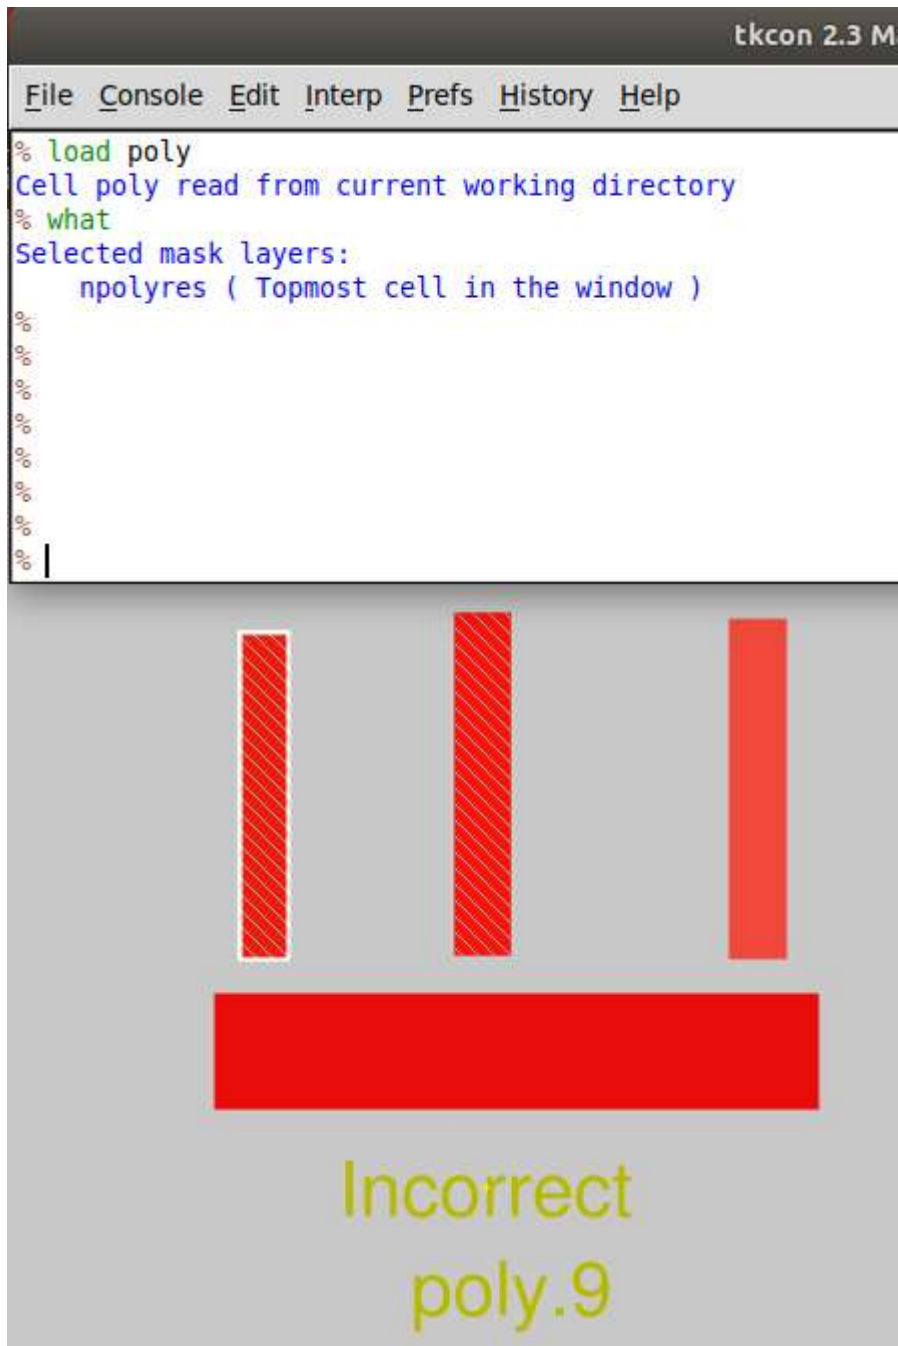 tkcon 2.3 Ma
File Console Edit Interp Prefs History Help
% load poly
Cell poly read from current working directory
% what
Selected mask layers:
    npolyres ( Topmost cell in the window )
%
%
%
%
%
%
%
%
Incorrect
poly.9